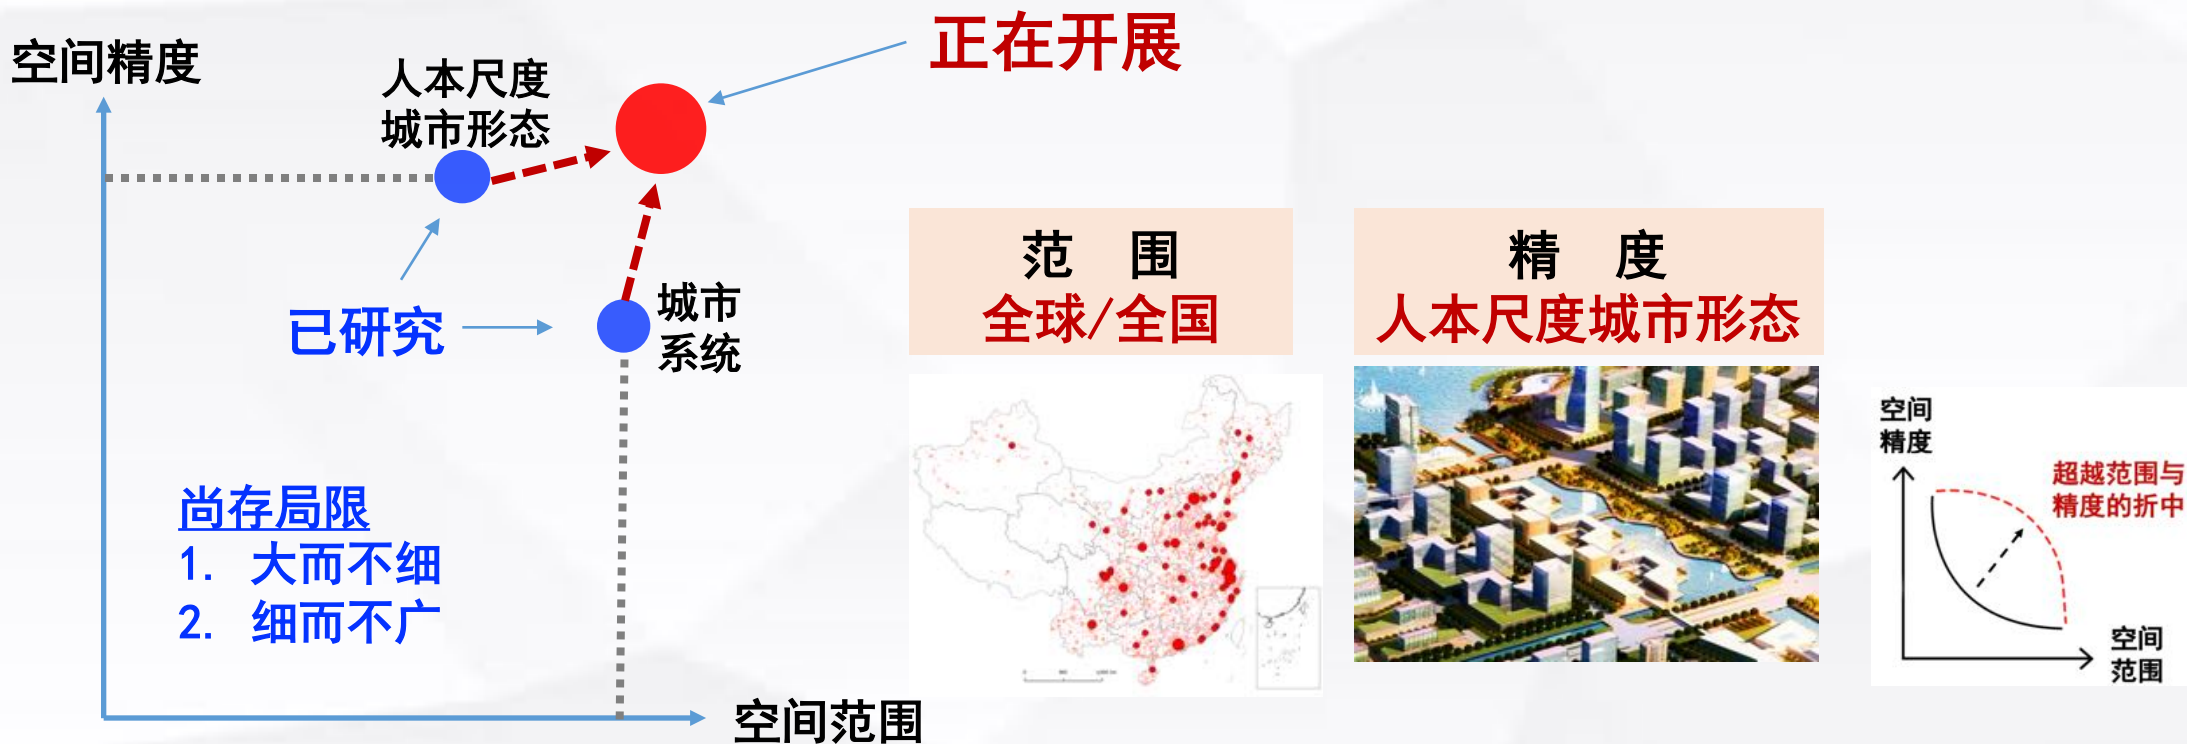 正在开展
空间精度
人本尺度
城市形态
已研究
城市
系统
尚存局限
1. 大而不细
2. 细而不广
空间范围
范 围
全球/全国
精 度
人本尺度城市形态
空间
精度
超越范围与
精度的折中
空间
范围